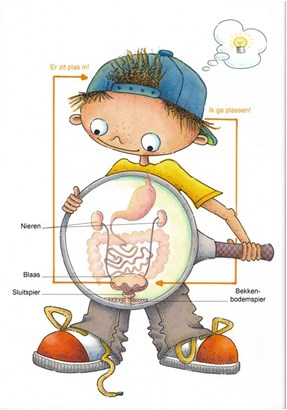 Er zit plas in!
Ik ga plassen!
Nieren
Blaas
Sluitspier
Bekken-
bodemspier